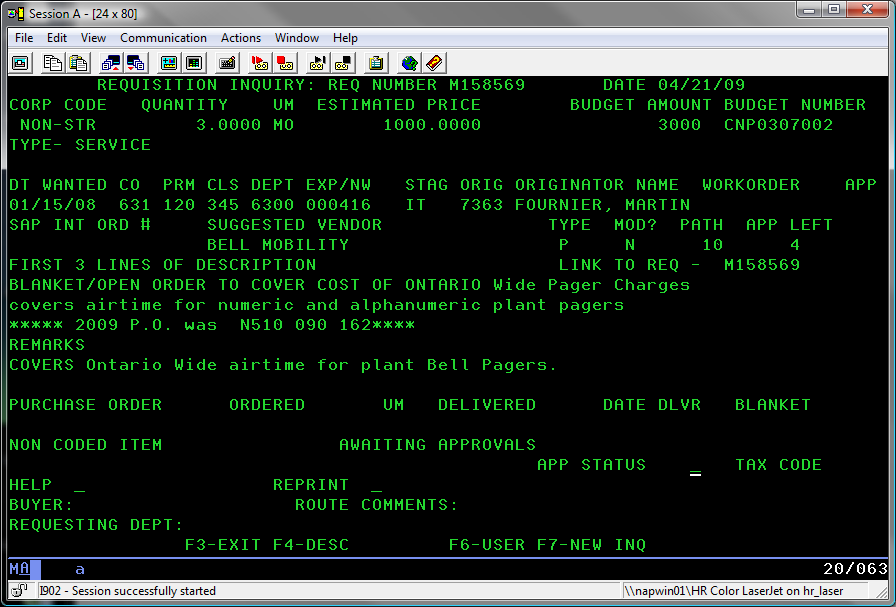 Session A - [24 x 80]
File Edit View Communication Actions Window Help
REQUISITION INQUIRY: REQ NUMBER M158569 DATE 04/21/09
CORP CODE QUANTITY UM ESTIMATED PRICE BUDGET AMOUNT BUDGET NUMBER
NON-STR 3.0000 MO 1000.0000 3000 CNP0307002
TYPE- SERVICE
DT WANTED CO PRM CLS DEPT EXP/NW STAG ORIG ORIGINATOR NAME WORKORDER APP
01/15/08 631 120 345 6300 000416 IT 7363 FOURNIER, MARTIN
SAP INT ORD # SUGGESTED VENDOR TYPE MOD? PATH APP LEFT
BELL MOBILITY P N 10 4
FIRST 3 LINES OF DESCRIPTION LINK TO REQ - M158569
BLANKET/OPEN ORDER TO COVER COST OF ONTARIO Wide Pager Charges
covers airtime for numeric and alphanumeric plant pagers
***** 2009 P.O. was N510 090 162****
REMARKS
COVERS Ontario Wide airtime for plant Bell Pagers.
PURCHASE ORDER ORDERED UM DELIVERED DATE DLVR BLANKET
NON CODED ITEM AWAITING APPROVALS
APP STATUS _ TAX CODE
HELP _ REPRINT _
BUYER: ROUTE COMMENTS:
REQUESTING DEPT:
F3-EXIT F4-DESC F6-USER F7-NEW INQ
MA a 20/063
I902 - Session successfully started \\napwin01\HR Color LaserJet on hr_laser